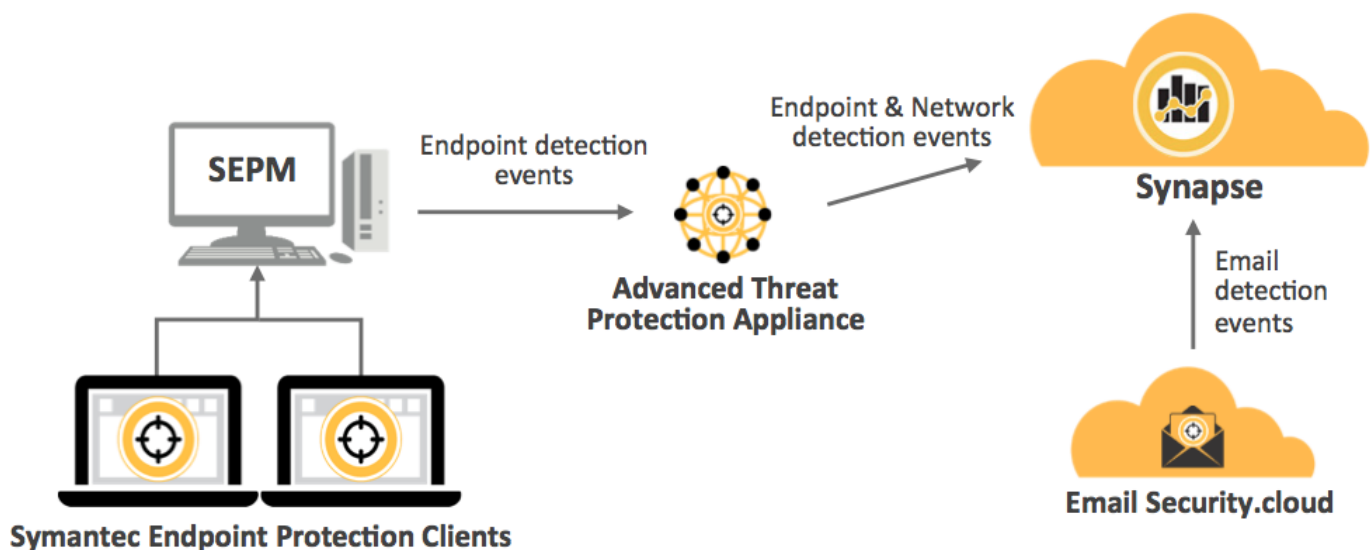 SEPM
Endpoint detection
events
Endpoint & Network
detection events
Synapse
Advanced Threat
Protection Appliance
Email
detection
events
Email Security.cloud
Symantec Endpoint Protection Clients